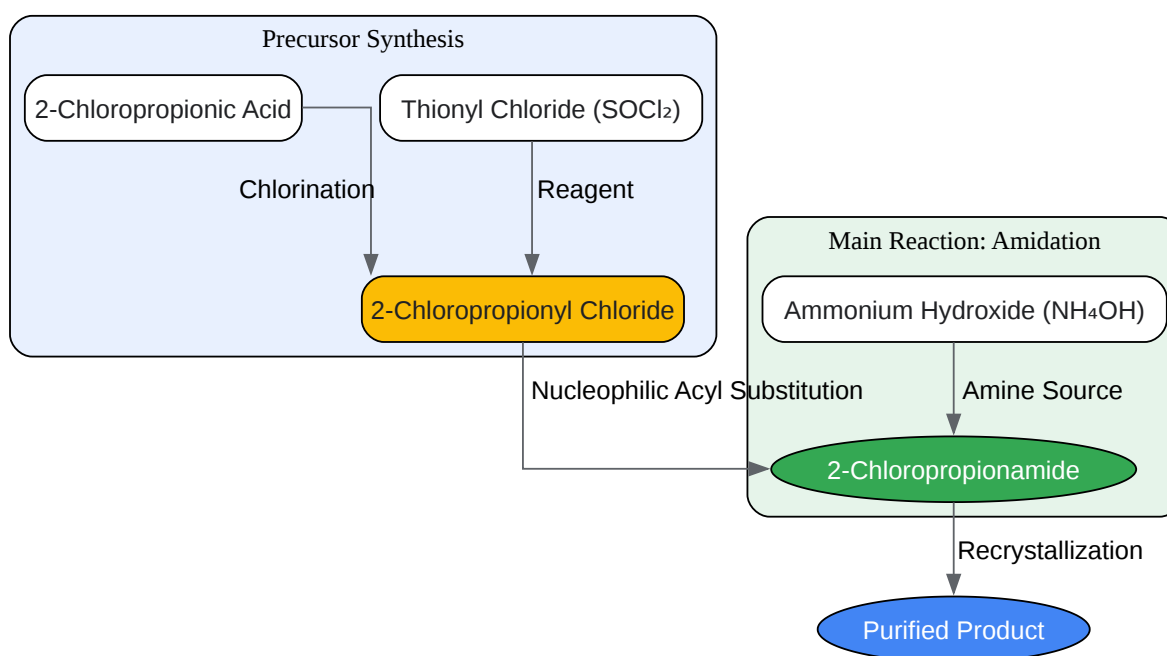 Precursor Synthesis
2-Chloropropionic Acid
Thionyl Chloride (SOCl₂)
Chlorination
Reagent
2-Chloropropionyl Chloride
Main Reaction: Amidation
Ammonium Hydroxide (NH₄OH)
Nucleophilic Acyl Substitution
Amine Source
2-Chloropropionamide
Recrystallization
Purified Product